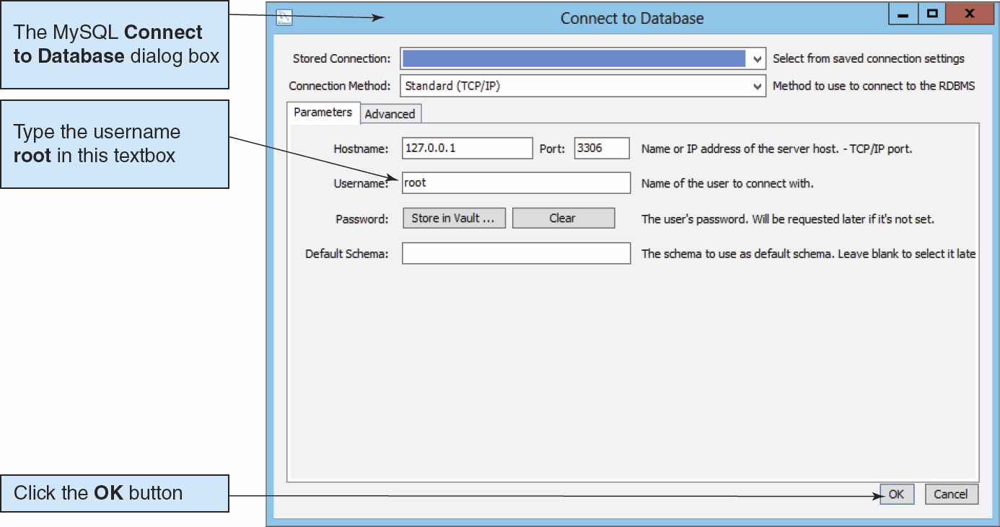 The MySQL Connect
to Database dialog box
Connect to Database
Stored Connection: Select from saved connection settings
Connection Method: Standard (TCP/IP) Method to use to connect to the RDBMS
Parameters Advanced
Type the username
root in this textbox
Hostname: 127.0.0.1 Port: 3306 Name or IP address of the server host. - TCP/IP port.
Username: root Name of the user to connect with.
Password: Store in Vault ... Clear The user's password. Will be requested later if it's not set.
Default Schema: The schema to use as default schema. Leave blank to select it late
Click the OK button
OK Cancel